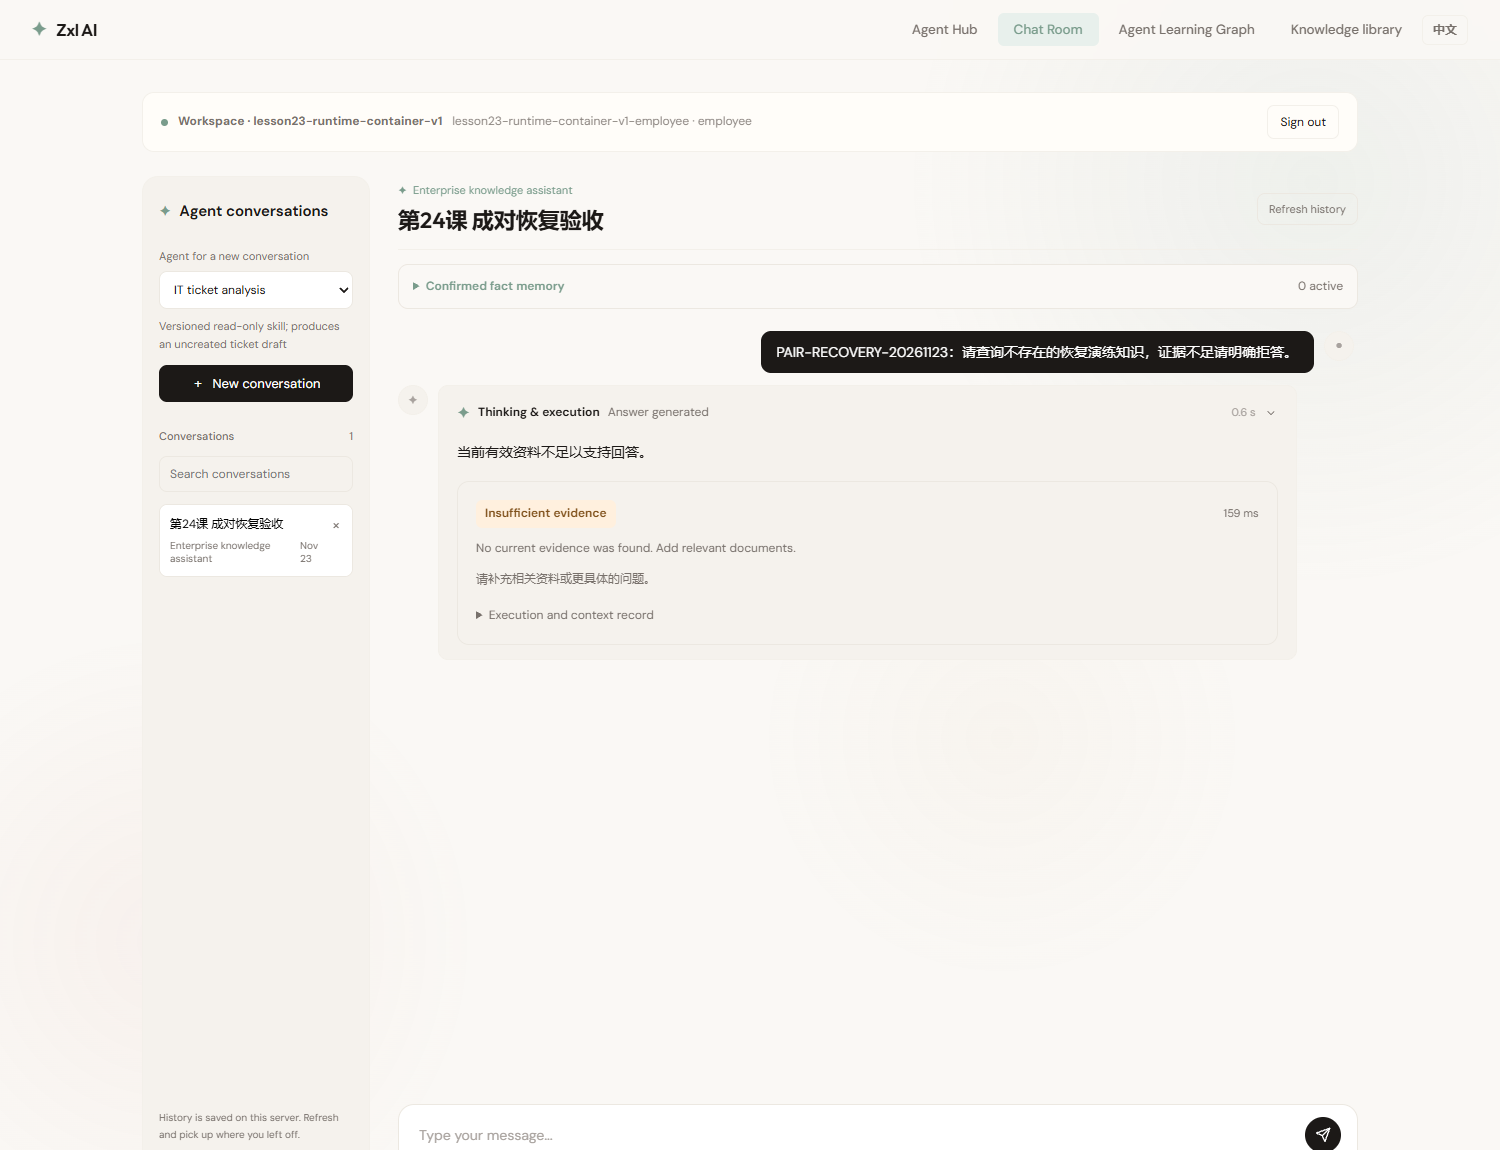 Zxl AI
Agent Hub
Chat Room
Agent Learning Graph
Knowledge library
中文
Workspace · lesson23-runtime-container-v1 lesson23-runtime-container-v1-employee · employee
Sign out
Agent conversations
Agent for a new conversation
IT ticket analysis
Versioned read-only skill; produces
an uncreated ticket draft
+ New conversation
Conversations 1
Search conversations
第24课 成对恢复验收 ×
Enterprise knowledge
assistant
Nov
23
History is saved on this server. Refresh
and pick up where you left off.
Enterprise knowledge assistant
第24课 成对恢复验收
Refresh history
Confirmed fact memory 0 active
PAIR-RECOVERY-20261123：请查询不存在的恢复演练知识，证据不足请明确拒答。
Thinking & execution Answer generated 0.6 s
当前有效资料不足以支持回答。
Insufficient evidence 159 ms
No current evidence was found. Add relevant documents.
请补充相关资料或更具体的问题。
Execution and context record
Type your message...